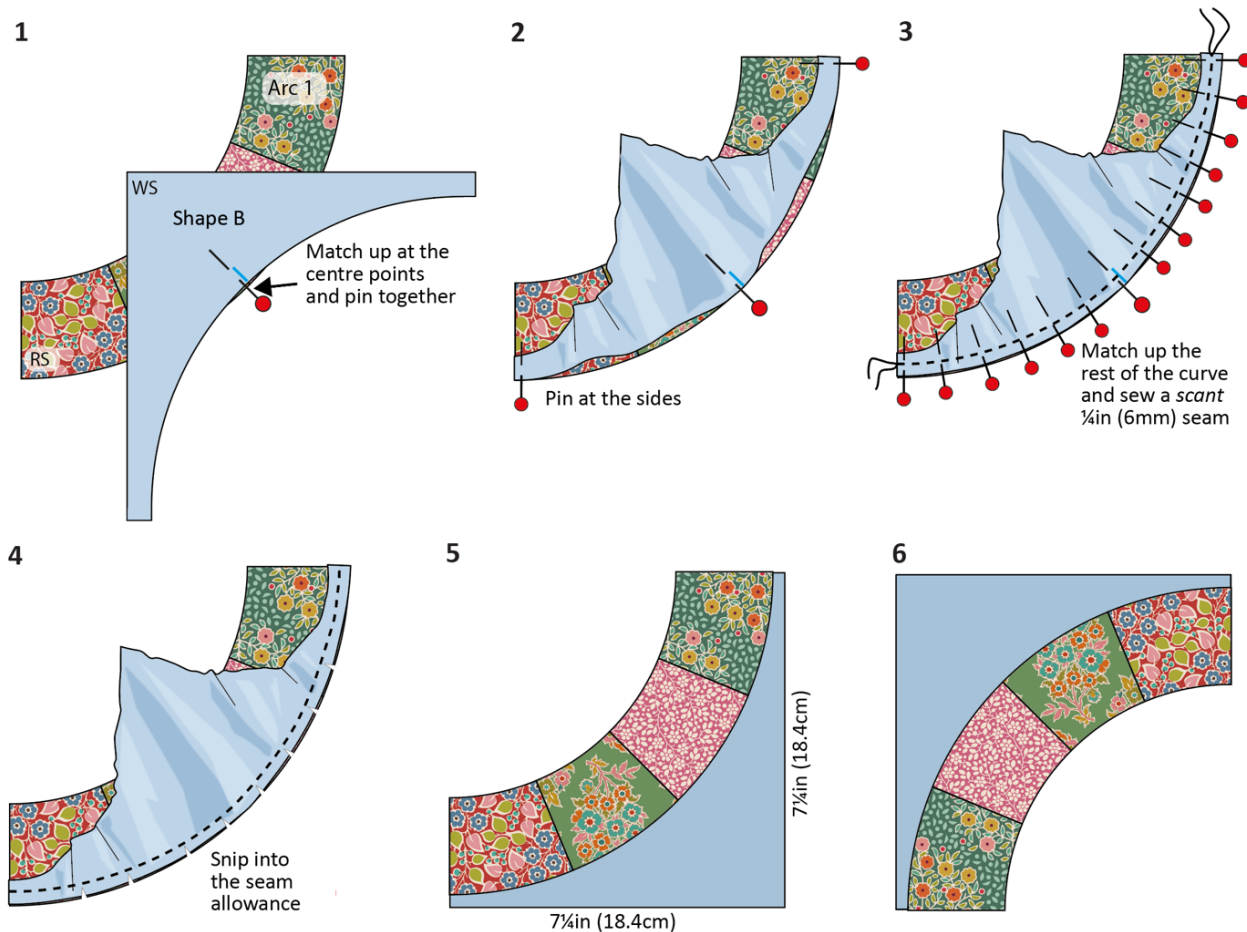 1
Arc 1
WS
Shape B
Match up at the
centre points
and pin together
RS
2
Pin at the sides
3
Match up the
rest of the curve
and sew a scant
¼in (6mm) seam
4
Snip into
the seam
allowance
5
7¼in (18.4cm)
7¼in (18.4cm)
6